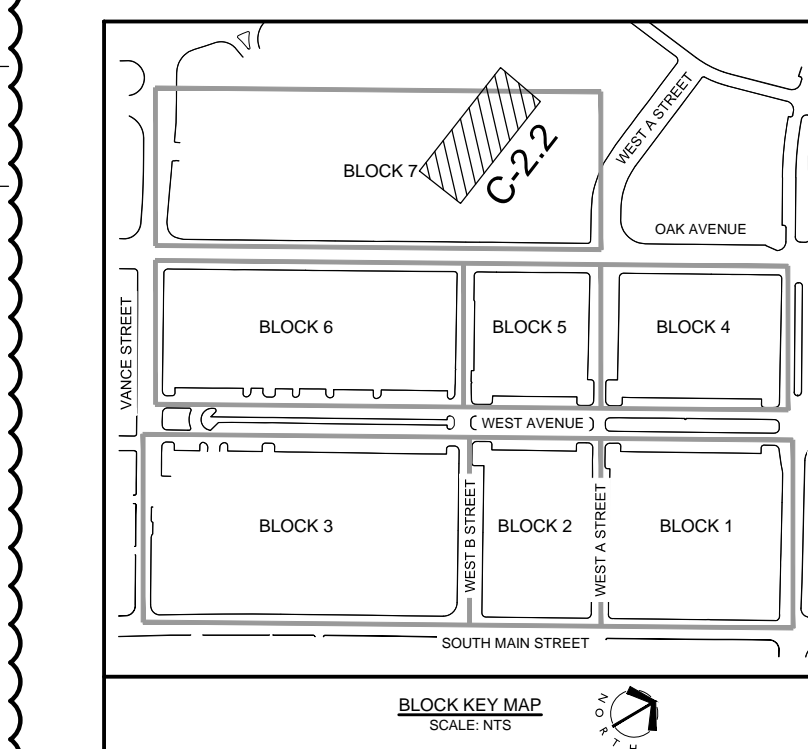 WEST A STREET
BLOCK 7
C-2.2
OAK AVENUE
VANCE STREET
BLOCK 6
BLOCK 5
BLOCK 4
WEST AVENUE
BLOCK 3
WEST B STREET
BLOCK 2
WEST A STREET
BLOCK 1
SOUTH MAIN STREET
BLOCK KEY MAP
SCALE: NTS
NORTH